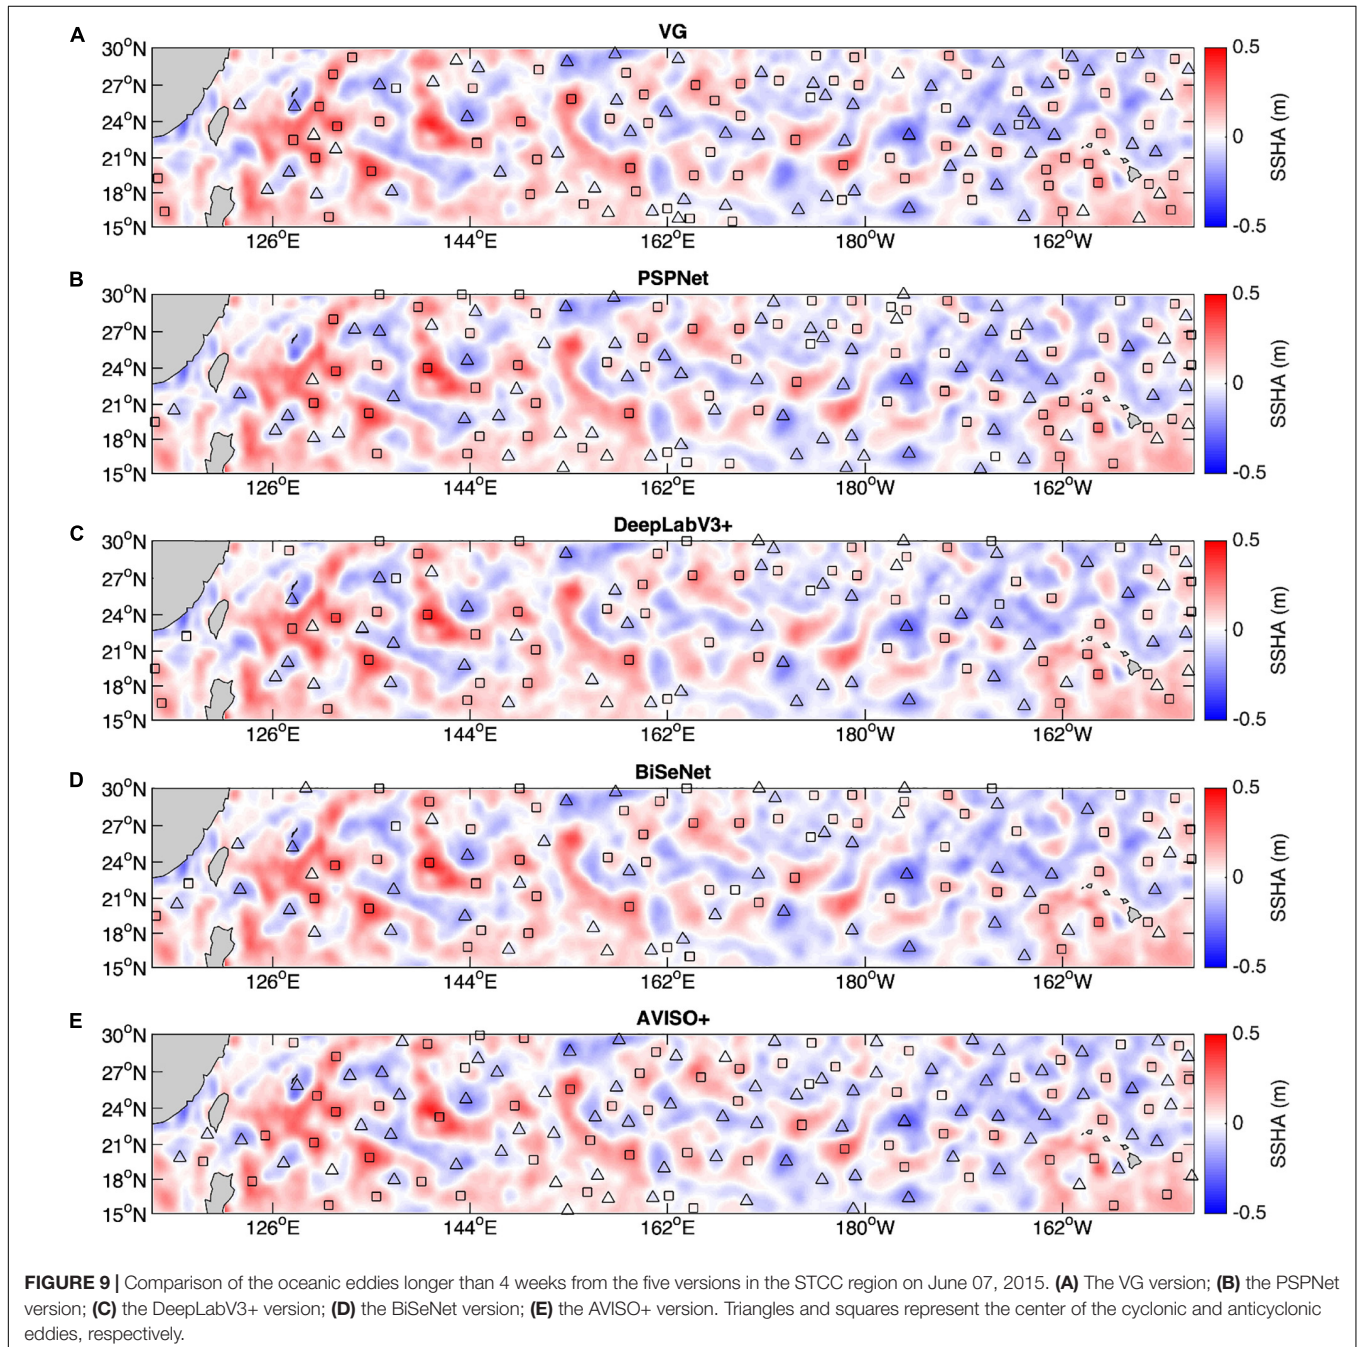 A
VG
30°N
27°N
24°N
21°N
18°N
15°N
126°E
144°E
162°E
180°W
162°W
0.5
0
-0.5
SSHA (m)
B
PSPNet
30°N
27°N
24°N
21°N
18°N
15°N
126°E
144°E
162°E
180°W
162°W
0.5
0
-0.5
SSHA (m)
C
DeepLabV3+
30°N
27°N
24°N
21°N
18°N
15°N
126°E
144°E
162°E
180°W
162°W
0.5
0
-0.5
SSHA (m)
D
BiSeNet
30°N
27°N
24°N
21°N
18°N
15°N
126°E
144°E
162°E
180°W
162°W
0.5
0
-0.5
SSHA (m)
E
AVISO+
30°N
27°N
24°N
21°N
18°N
15°N
126°E
144°E
162°E
180°W
162°W
0.5
0
-0.5
SSHA (m)
FIGURE 9 | Comparison of the oceanic eddies longer than 4 weeks from the five versions in the STCC region on June 07, 2015. (A) The VG version; (B) the PSPNet
version; (C) the DeepLabV3+ version; (D) the BiSeNet version; (E) the AVISO+ version. Triangles and squares represent the center of the cyclonic and anticyclonic
eddies, respectively.